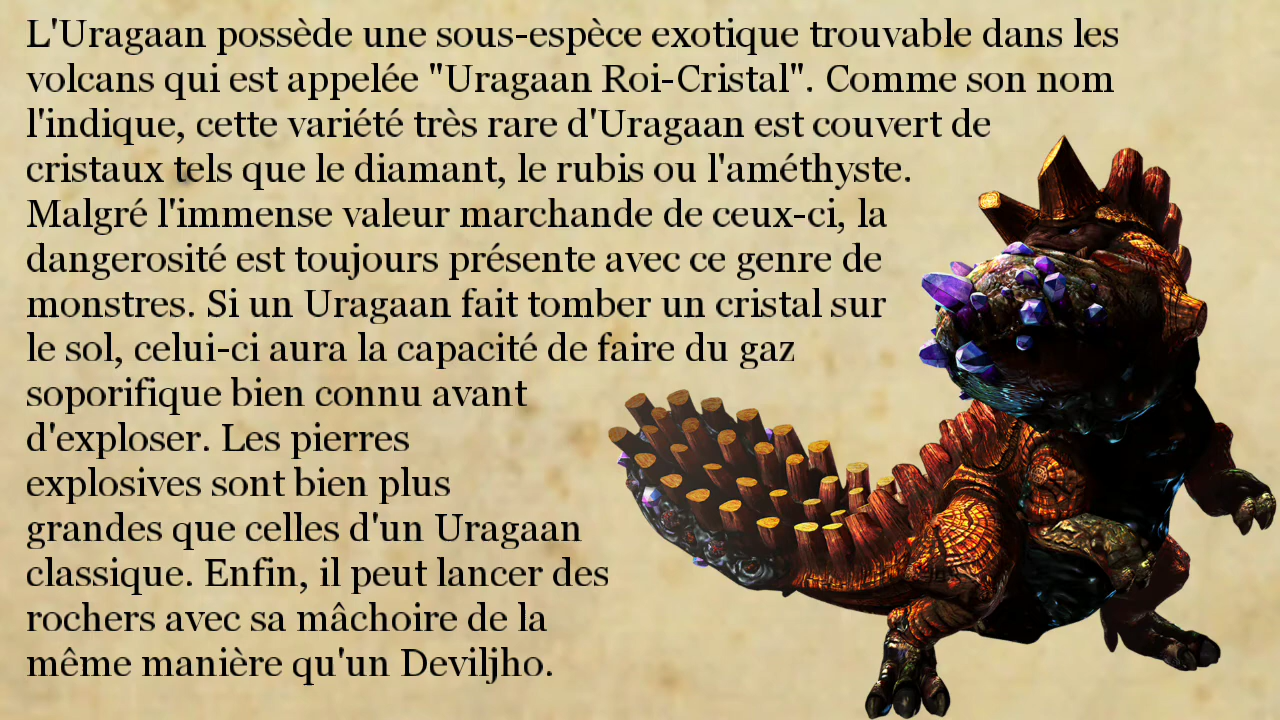 L'Uragaan possède une sous-espèce exotique trouvable dans les
volcans qui est appelée "Uragaan Roi-Cristal". Comme son nom
l'indique, cette variété très rare d'Uragaan est couvert de
cristaux tels que le diamant, le rubis ou l'améthyste.
Malgré l'immense valeur marchande de ceux-ci, la
dangerosité est toujours présente avec ce genre de
monstres. Si un Uragaan fait tomber un cristal sur
le sol, celui-ci aura la capacité de faire du gaz
soporifique bien connu avant
d'exploser. Les pierres
explosives sont bien plus
grandes que celles d'un Uragaan
classique. Enfin, il peut lancer des
rochers avec sa mâchoire de la
même manière qu'un Deviljho.